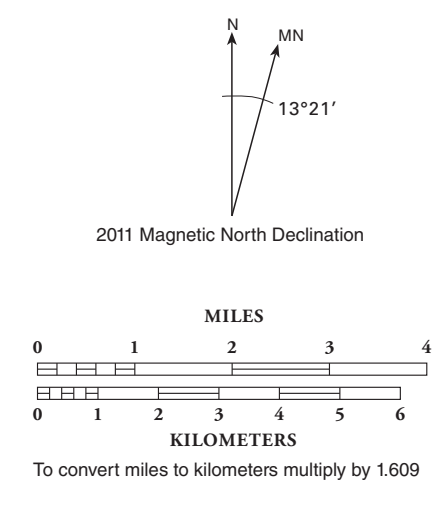 N
MN
13°21′
2011 Magnetic North Declination
MILES
0 1 2 3 4
0 1 2 3 4 5 6
KILOMETERS
To convert miles to kilometers multiply by 1.609